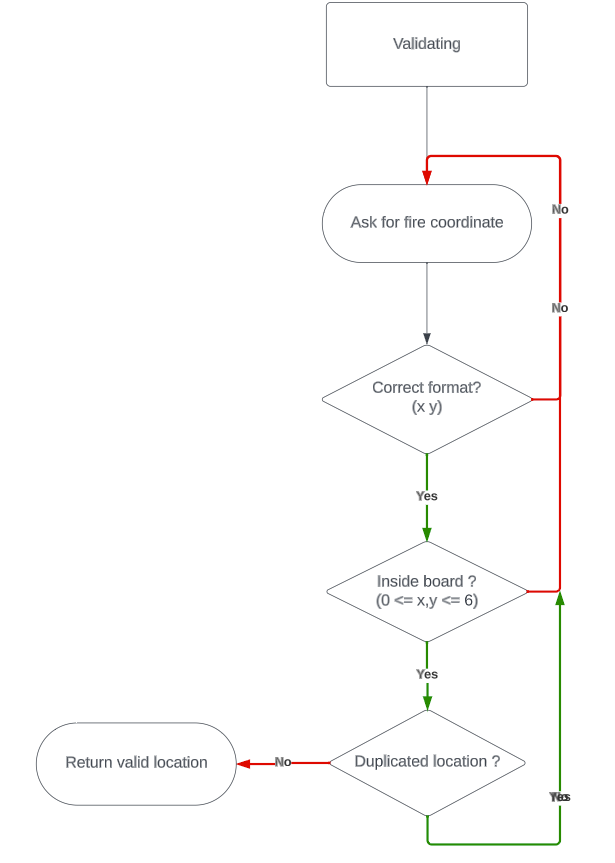 Validating
No
Ask for fire coordinate
No
Correct format?
(x y)
Yes
Inside board ?
(0 <= x,y <= 6)
Yes
Return valid location
No
Duplicated location ?